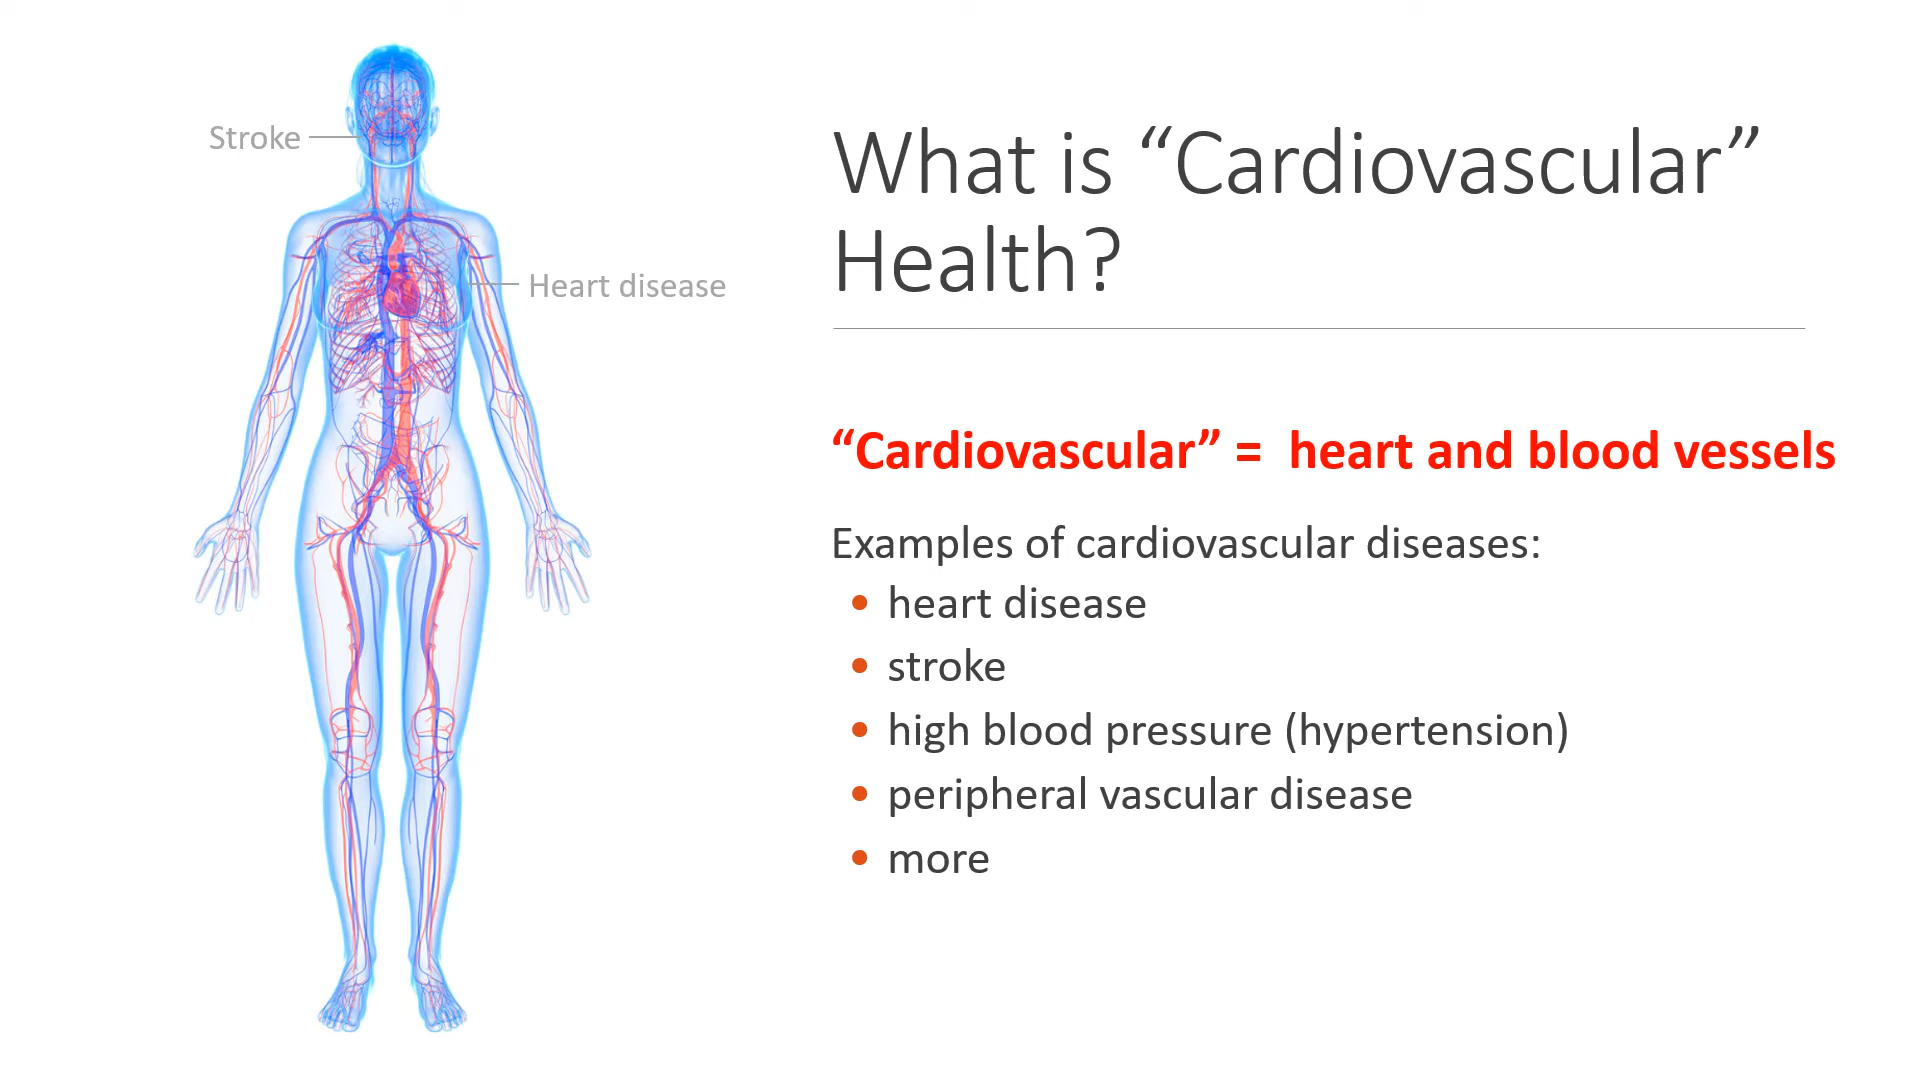 Stroke
Heart disease
What is “Cardiovascular”
Health?
“Cardiovascular” = heart and blood vessels
Examples of cardiovascular diseases:
• heart disease
• stroke
• high blood pressure (hypertension)
• peripheral vascular disease
• more